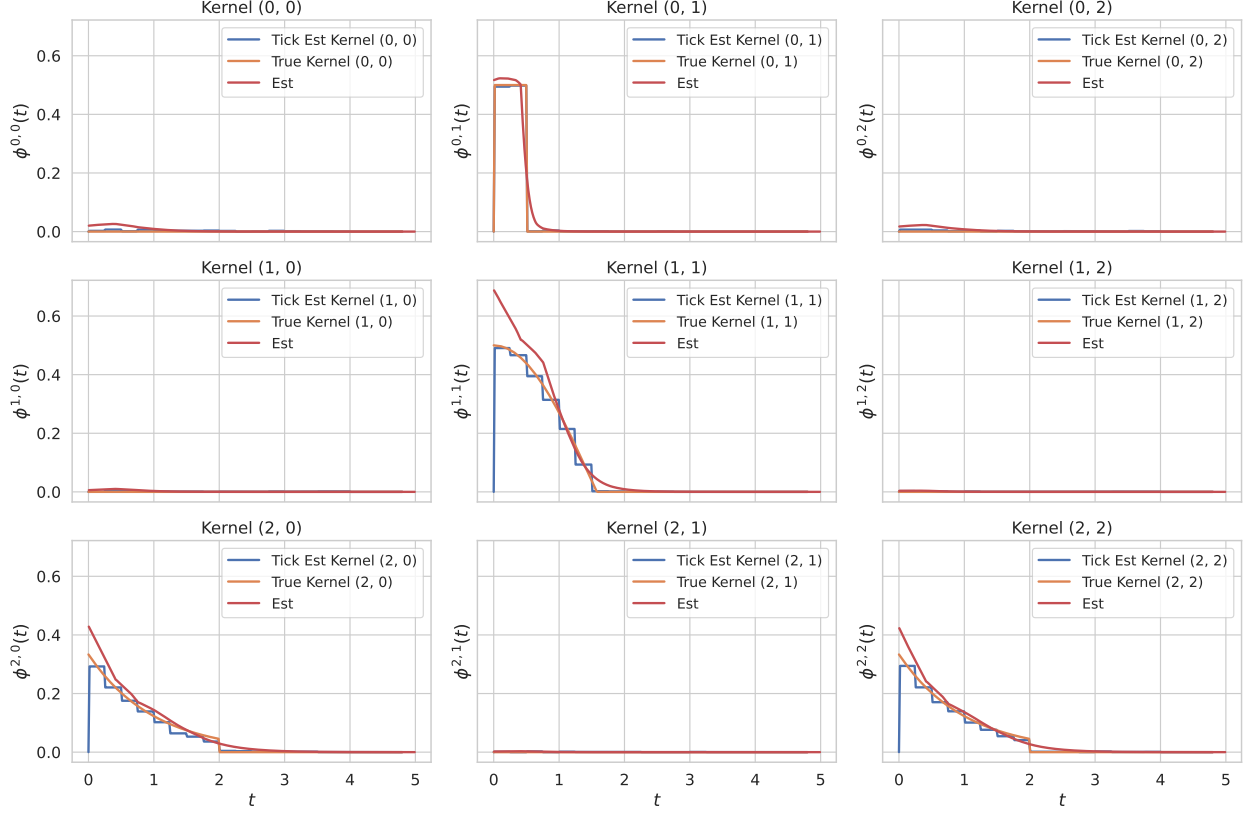 Kernel (0, 0)
Kernel (0, 1)
Kernel (0, 2)
0.6
0.4
0.2
0.0
ϕ^{0,0}(t)
Tick Est Kernel (0, 0)
True Kernel (0, 0)
Est
ϕ^{0,1}(t)
Tick Est Kernel (0, 1)
True Kernel (0, 1)
Est
ϕ^{0,2}(t)
Tick Est Kernel (0, 2)
True Kernel (0, 2)
Est
Kernel (1, 0)
Kernel (1, 1)
Kernel (1, 2)
0.6
0.4
0.2
0.0
ϕ^{1,0}(t)
Tick Est Kernel (1, 0)
True Kernel (1, 0)
Est
ϕ^{1,1}(t)
Tick Est Kernel (1, 1)
True Kernel (1, 1)
Est
ϕ^{1,2}(t)
Tick Est Kernel (1, 2)
True Kernel (1, 2)
Est
Kernel (2, 0)
Kernel (2, 1)
Kernel (2, 2)
0.6
0.4
0.2
0.0
ϕ^{2,0}(t)
Tick Est Kernel (2, 0)
True Kernel (2, 0)
Est
ϕ^{2,1}(t)
Tick Est Kernel (2, 1)
True Kernel (2, 1)
Est
ϕ^{2,2}(t)
Tick Est Kernel (2, 2)
True Kernel (2, 2)
Est
0 1 2 3 4 5
0 1 2 3 4 5
0 1 2 3 4 5
t
t
t